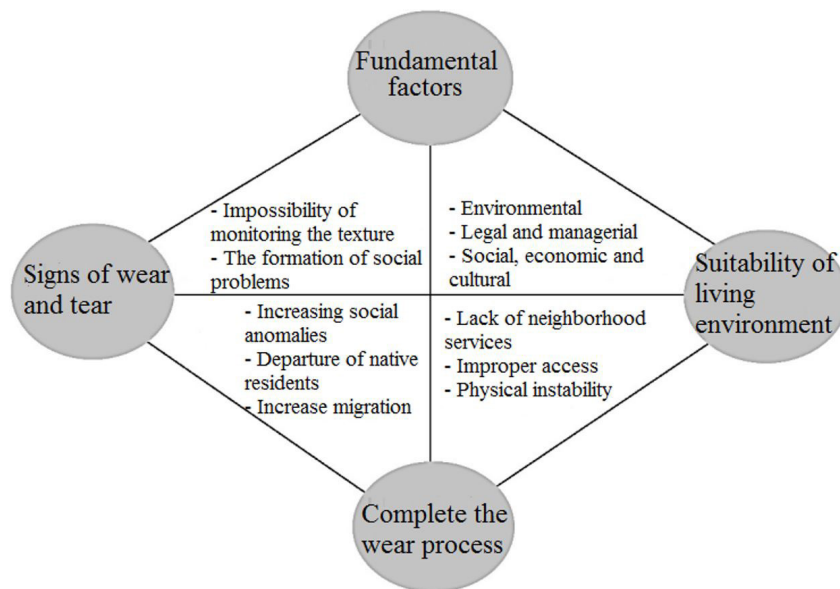 Fundamental
factors
- Impossibility of
monitoring the texture
- The formation of social
problems
- Environmental
- Legal and managerial
- Social, economic and
cultural
Signs of wear
and tear
Suitability of
living
environment
- Increasing social
anomalies
- Departure of native
residents
- Increase migration
- Lack of neighborhood
services
- Improper access
- Physical instability
Complete the
wear process